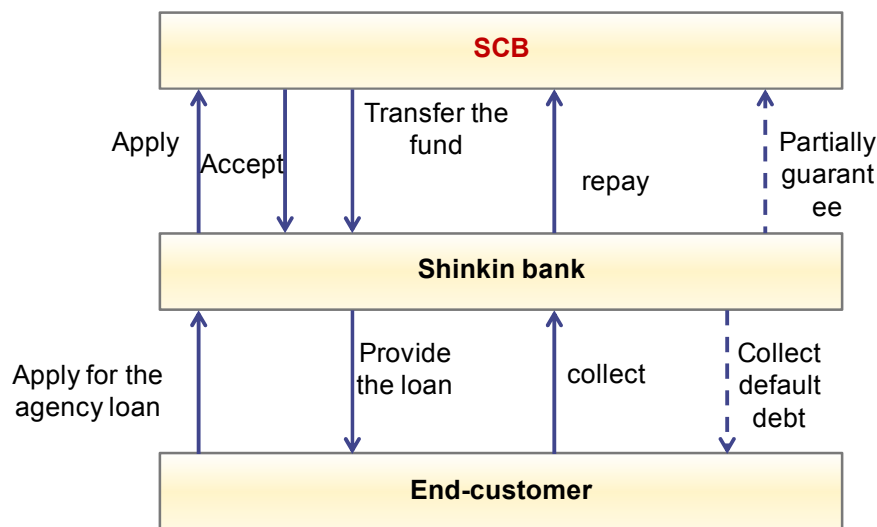 SCB
Apply
Accept
Transfer the
fund
repay
Partially
guarant
ee
Shinkin bank
Apply for the
agency loan
Provide
the loan
collect
Collect
default
debt
End-customer